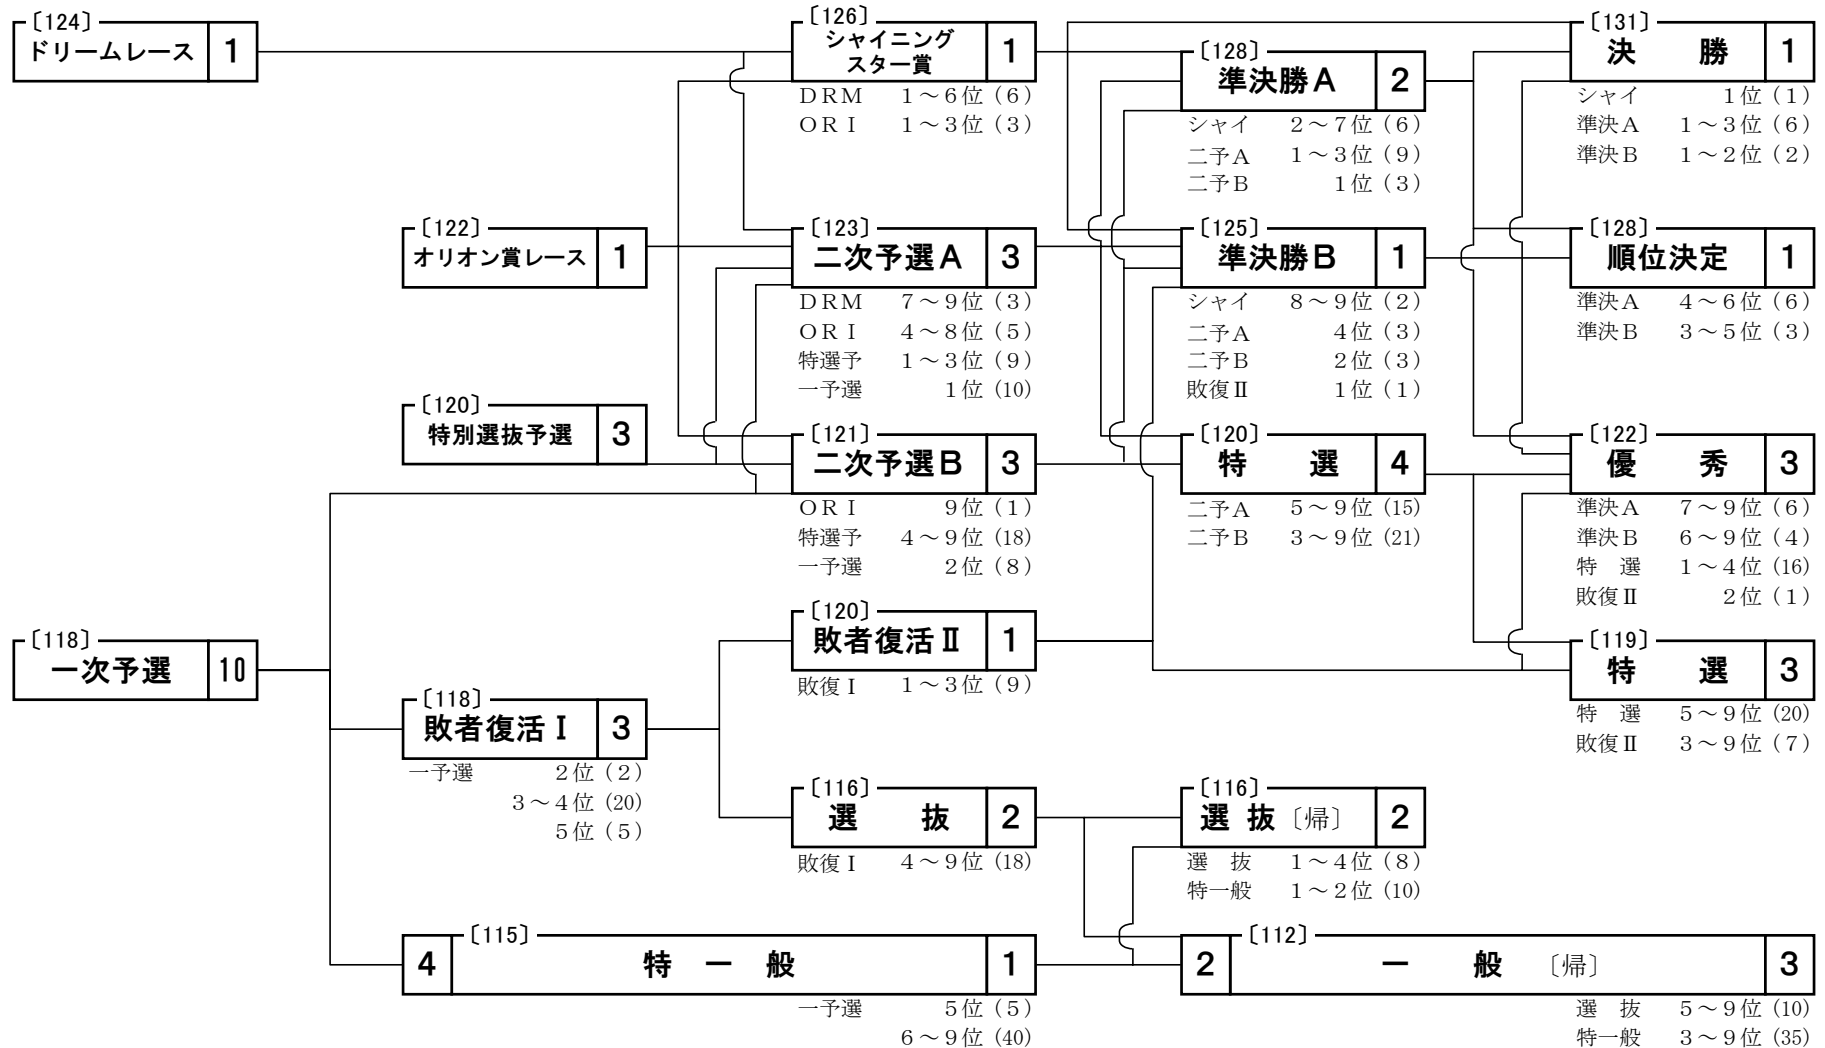 〔124〕
ドリームレース 1
〔126〕
シャイニング
スター賞 1
DRM 1～6位(6)
ORI 1～3位(3)
〔128〕
準決勝A 2
シャイ 2～7位(6)
二予A 1～3位(9)
二予B 1位(3)
〔131〕
決 勝 1
シャイ 1位(1)
準決A 1～3位(6)
準決B 1～2位(2)
〔122〕
オリオン賞レース 1
〔123〕
二次予選A 3
DRM 7～9位(3)
ORI 4～8位(5)
特選予 1～3位(9)
一予選 1位(10)
〔125〕
準決勝B 1
シャイ 8～9位(2)
二予A 4位(3)
二予B 2位(3)
敗復Ⅱ 1位(1)
〔128〕
順位決定 1
準決A 4～6位(6)
準決B 3～5位(3)
〔120〕
特別選抜予選 3
〔121〕
二次予選B 3
ORI 9位(1)
特選予 4～9位(18)
一予選 2位(8)
〔120〕
特 選 4
二予A 5～9位(15)
二予B 3～9位(21)
〔122〕
優 秀 3
準決A 7～9位(6)
準決B 6～9位(4)
特 選 1～4位(16)
敗復Ⅱ 2位(1)
〔118〕
一次予選 10
〔118〕
敗者復活Ⅰ 3
一予選 2位(2)
3～4位(20)
5位(5)
〔120〕
敗者復活Ⅱ 1
敗復Ⅰ 1～3位(9)
〔119〕
特 選 3
特 選 5～9位(20)
敗復Ⅱ 3～9位(7)
〔116〕
選 抜 2
敗復Ⅰ 4～9位(18)
〔116〕
選 抜〔帰〕 2
選 抜 1～4位(8)
特一般 1～2位(10)
〔115〕
4 特 一 般 1
一予選 5位(5)
6～9位(40)
〔112〕
2 一 般 〔帰〕 3
選 抜 5～9位(10)
特一般 3～9位(35)